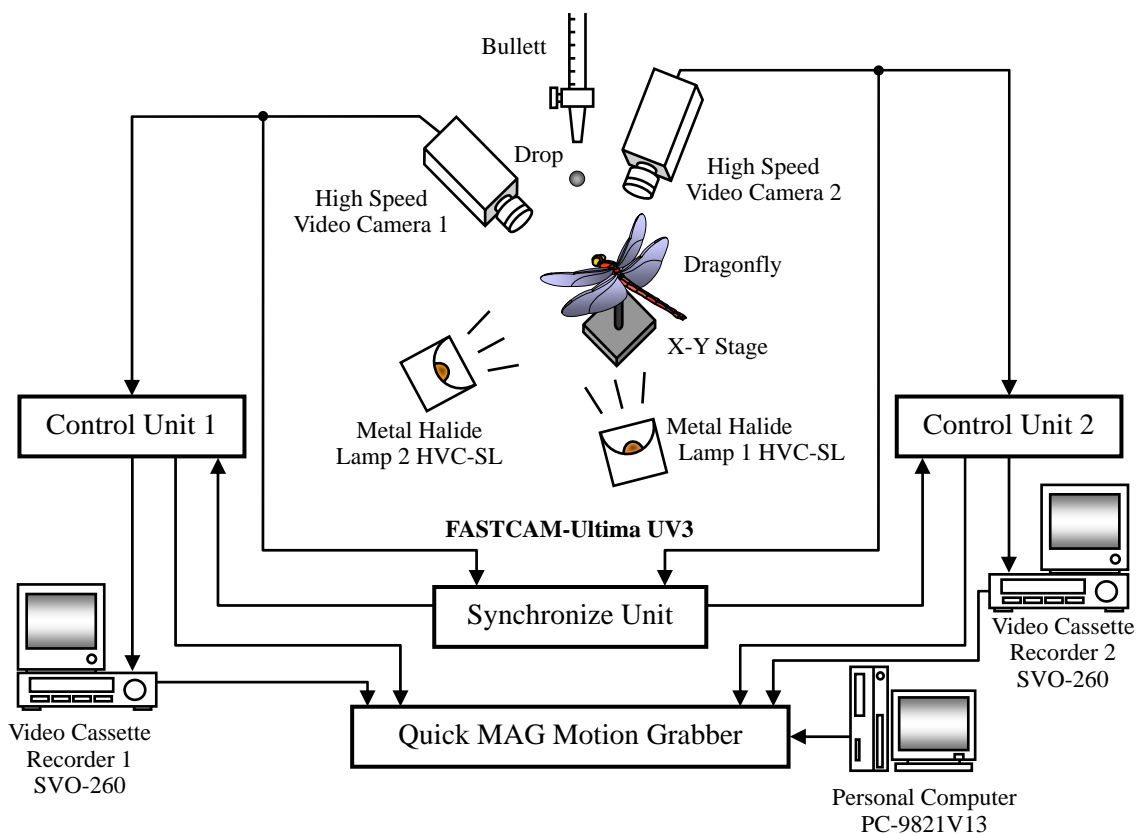 Bullett
Drop
High Speed
Video Camera 1
High Speed
Video Camera 2
Dragonfly
X-Y Stage
Metal Halide
Lamp 2 HVC-SL
Metal Halide
Lamp 1 HVC-SL
Control Unit 1
Control Unit 2
FASTCAM-Ultima UV3
Synchronize Unit
Video Cassette
Recorder 2
SVO-260
Quick MAG Motion Grabber
Video Cassette
Recorder 1
SVO-260
Personal Computer
PC-9821V13